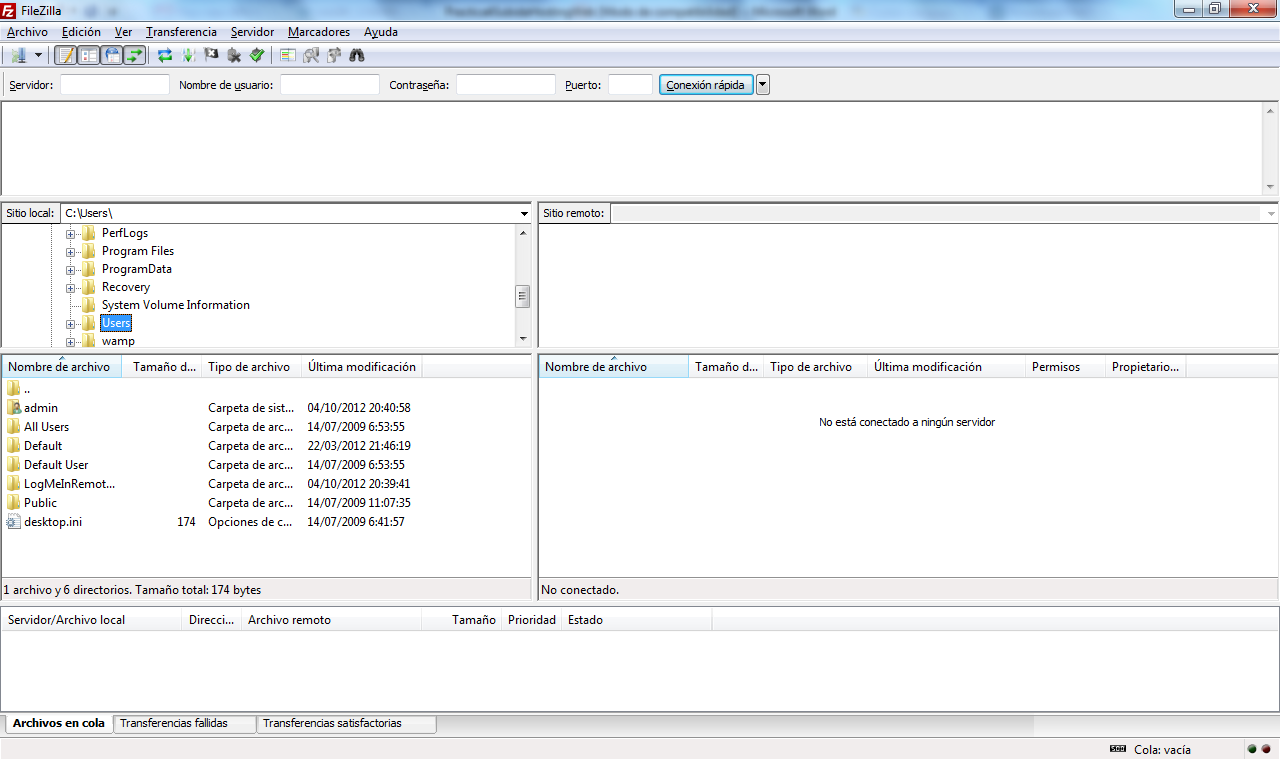 FileZilla
Archivo Edición Ver Transferencia Servidor Marcadores Ayuda
Servidor: Nombre de usuario: Contraseña: Puerto: Conexión rápida
Sitio local: C:\Users\
Sitio remoto:
PerfLogs
Program Files
ProgramData
Recovery
System Volume Information
Users
wamp
Nombre de archivo Tamaño d... Tipo de archivo Última modificación
..
admin Carpeta de sist... 04/10/2012 20:40:58
All Users Carpeta de arc... 14/07/2009 6:53:55
Default Carpeta de arc... 22/03/2012 21:46:19
Default User Carpeta de arc... 14/07/2009 6:53:55
LogMeInRemot... Carpeta de arc... 04/10/2012 20:39:41
Public Carpeta de arc... 14/07/2009 11:07:35
desktop.ini 174 Opciones de c... 14/07/2009 6:41:57
1 archivo y 6 directorios. Tamaño total: 174 bytes
Nombre de archivo Tamaño d... Tipo de archivo Última modificación Permisos Propietario...
No está conectado a ningún servidor
No conectado.
Servidor/Archivo local Direcci... Archivo remoto Tamaño Prioridad Estado
Archivos en cola Transferencias fallidas Transferencias satisfactorias
Cola: vacía